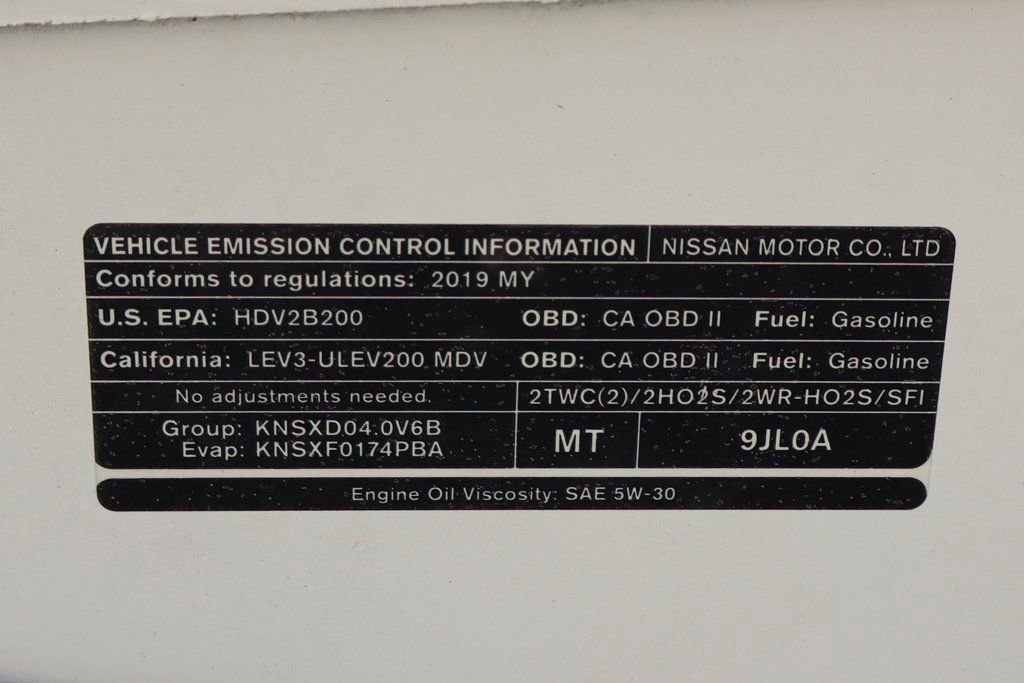 VEHICLE EMISSION CONTROL INFORMATION NISSAN MOTOR CO., LTD
Conforms to regulations: 2019 MY
U.S. EPA: HDV2B200 OBD: CA OBD II Fuel: Gasoline
California: LEV3-ULEV200 MDV OBD: CA OBD II Fuel: Gasoline
No adjustments needed. 2TWC(2)/2HO2S/2WR-HO2S/SFI
Group: KNSXD04.0V6B
Evap: KNSXF0174PBA
MT 9JL0A
Engine Oil Viscosity: SAE 5W-30